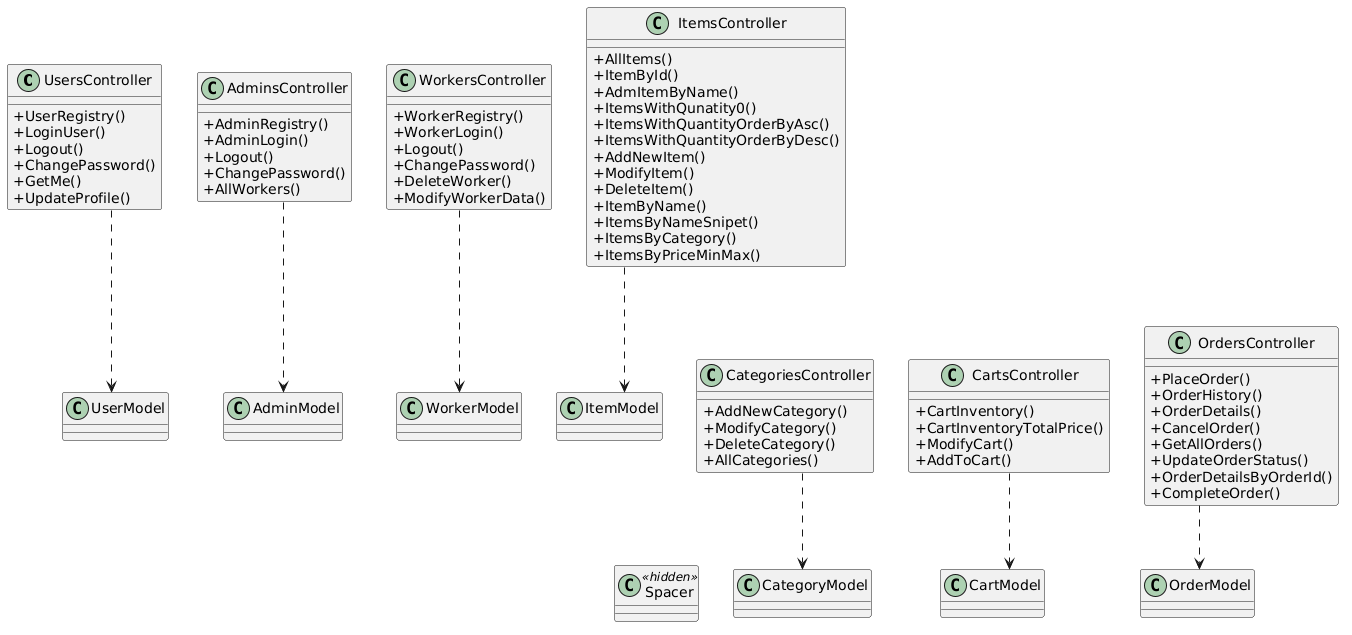 C UsersController
+UserRegistry()
+LoginUser()
+Logout()
+ChangePassword()
+GetMe()
+UpdateProfile()
C AdminsController
+AdminRegistry()
+AdminLogin()
+Logout()
+ChangePassword()
+AllWorkers()
C WorkersController
+WorkerRegistry()
+WorkerLogin()
+Logout()
+ChangePassword()
+DeleteWorker()
+ModifyWorkerData()
C ItemsController
+AllItems()
+ItemById()
+AdmItemByName()
+ItemsWithQunatity0()
+ItemsWithQuantityOrderByAsc()
+ItemsWithQuantityOrderByDesc()
+AddNewItem()
+ModifyItem()
+DeleteItem()
+ItemByName()
+ItemsByNameSnipet()
+ItemsByCategory()
+ItemsByPriceMinMax()
C UserModel
C AdminModel
C WorkerModel
C ItemModel
C CategoriesController
+AddNewCategory()
+ModifyCategory()
+DeleteCategory()
+AllCategories()
C CartsController
+CartInventory()
+CartInventoryTotalPrice()
+ModifyCart()
+AddToCart()
C OrdersController
+PlaceOrder()
+OrderHistory()
+OrderDetails()
+CancelOrder()
+GetAllOrders()
+UpdateOrderStatus()
+OrderDetailsByOrderId()
+CompleteOrder()
C «hidden»
Spacer
C CategoryModel
C CartModel
C OrderModel